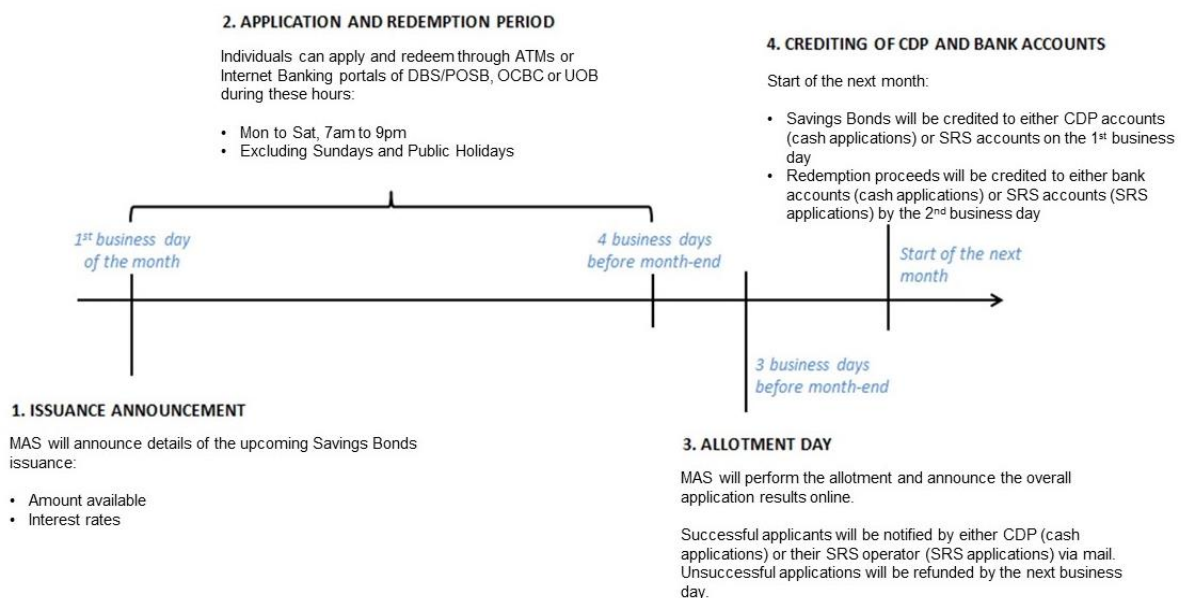 2. APPLICATION AND REDEMPTION PERIOD
Individuals can apply and redeem through ATMs or
Internet Banking portals of DBS/POSB, OCBC or UOB
during these hours:
• Mon to Sat, 7am to 9pm
• Excluding Sundays and Public Holidays
4. CREDITING OF CDP AND BANK ACCOUNTS
Start of the next month:
• Savings Bonds will be credited to either CDP accounts
(cash applications) or SRS accounts on the 1st business
day
• Redemption proceeds will be credited to either bank
accounts (cash applications) or SRS accounts (SRS
applications) by the 2nd business day
1st business day
of the month
4 business days
before month-end
Start of the next
month
3 business days
before month-end
1. ISSUANCE ANNOUNCEMENT
MAS will announce details of the upcoming Savings Bonds
issuance:
• Amount available
• Interest rates
3. ALLOTMENT DAY
MAS will perform the allotment and announce the overall
application results online.
Successful applicants will be notified by either CDP (cash
applications) or their SRS operator (SRS applications) via mail.
Unsuccessful applications will be refunded by the next business
day.